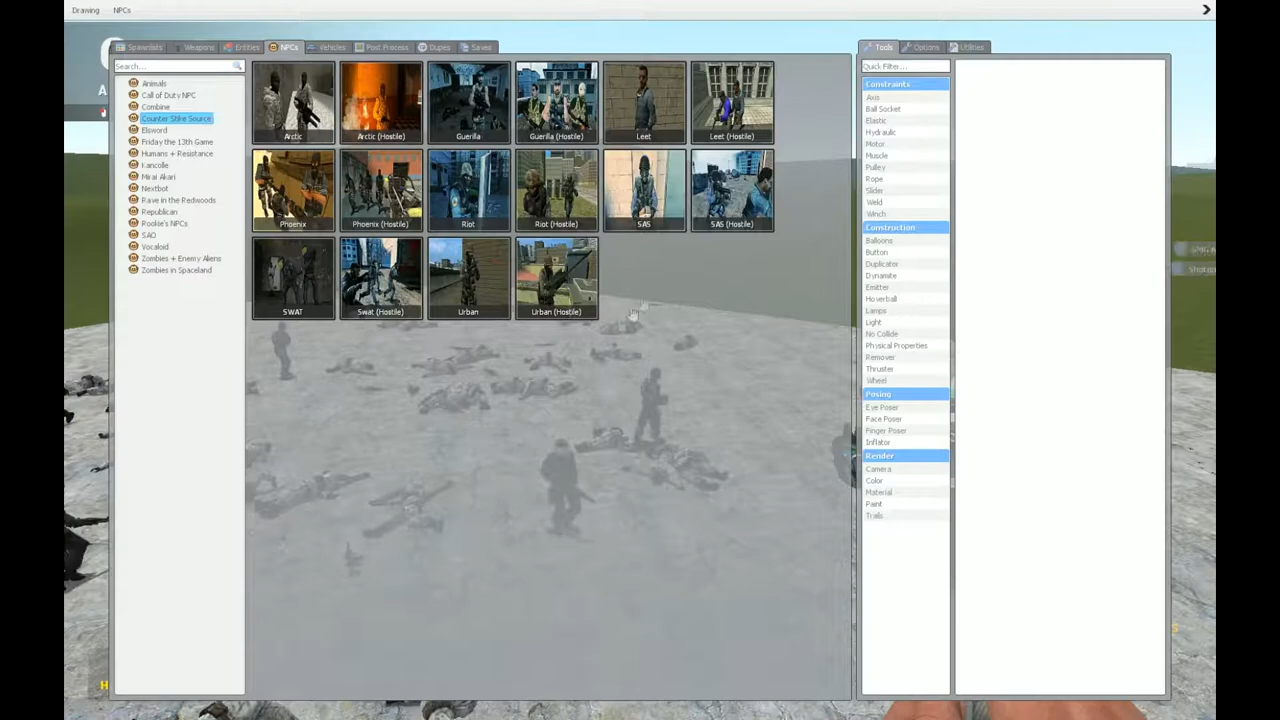 Drawing NPCs
Spawnlists Weapons Entities NPCs Vehicles Post Process Dupes Saves
Search...
Animals
Call of Duty NPC
Combine
Counter Stike Source
Elsword
Friday the 13th Game
Humans + Resistance
Kancolle
Mirai Akari
Nextbot
Rave in the Redwoods
Republican
Rookie's NPCs
SAO
Vocaloid
Zombies + Enemy Aliens
Zombies in Spaceland
Arctic Arctic (Hostile) Guerilla Guerilla (Hostile) Leet Leet (Hostile)
Phoenix Phoenix (Hostile) Riot Riot (Hostile) SAS SAS (Hostile)
SWAT Swat (Hostile) Urban Urban (Hostile)
Tools Options Utilities
Quick Filter...
Constraints
Axis
Ball Socket
Elastic
Hydraulic
Motor
Muscle
Pulley
Rope
Slider
Weld
Winch
Construction
Balloons
Button
Duplicator
Dynamite
Emitter
Hoverball
Lamps
Light
No Collide
Physical Properties
Remover
Thruster
Wheel
Posing
Eye Poser
Face Poser
Finger Poser
Inflator
Render
Camera
Color
Material
Paint
Trails
H